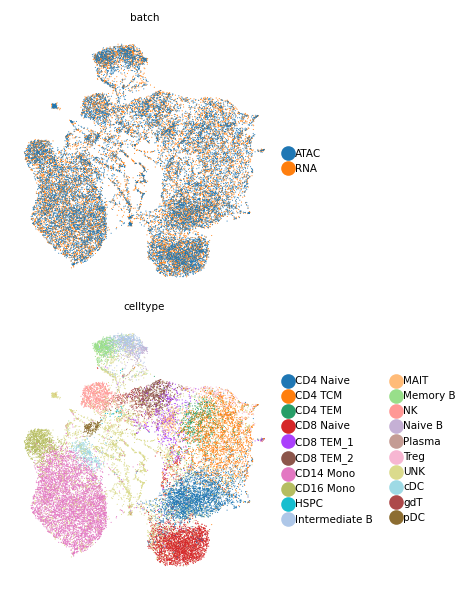 batch
ATAC
RNA
celltype
CD4 Naive
CD4 TCM
CD4 TEM
CD8 Naive
CD8 TEM_1
CD8 TEM_2
CD14 Mono
CD16 Mono
HSPC
Intermediate B
MAIT
Memory B
NK
Naive B
Plasma
Treg
UNK
cDC
gdT
pDC